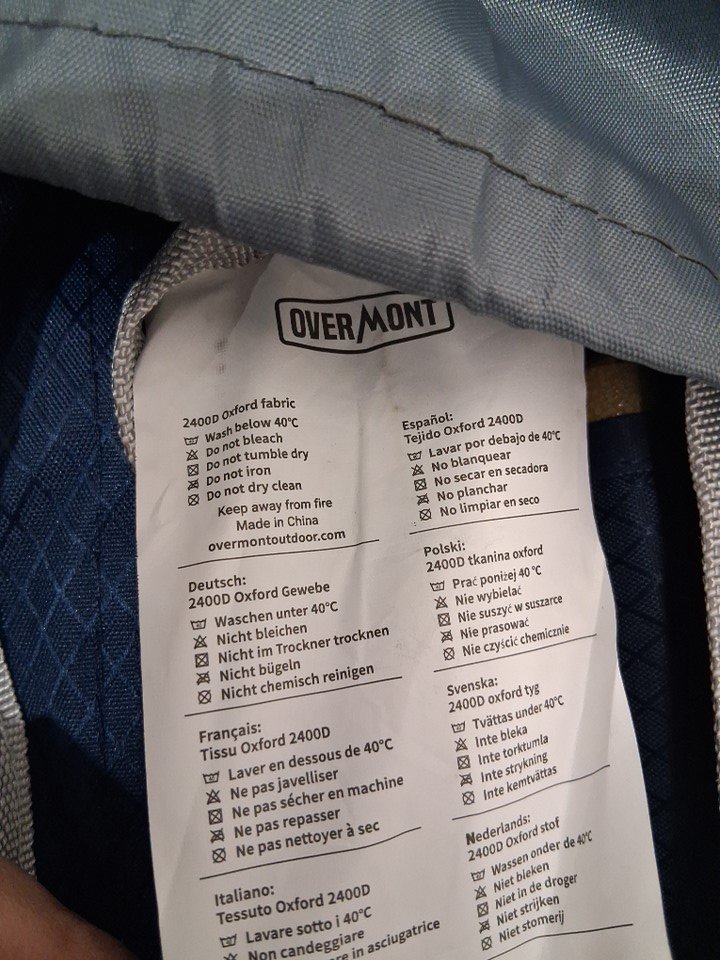 OVERMONT
2400D Oxford fabric
Wash below 40°C
Do not bleach
Do not tumble dry
Do not iron
Do not dry clean
Keep away from fire
Made in China
overmontoutdoor.com
Deutsch:
2400D Oxford Gewebe
Waschen unter 40°C
Nicht bleichen
Nicht im Trockner trocknen
Nicht bügeln
Nicht chemisch reinigen
Français:
Tissu Oxford 2400D
Laver en dessous de 40°C
Ne pas javelliser
Ne pas sécher en machine
Ne pas repasser
Ne pas nettoyer à sec
Italiano:
Tessuto Oxford 2400D
Lavare sotto i 40°C
Non candeggiare
re in asciugatrice
Español:
Tejido Oxford 2400D
Lavar por debajo de 40°C
No blanquear
No secar en secadora
No planchar
No limpiar en seco
Polski:
2400D tkanina oxford
Prać poniżej 40 °C
Nie wybielać
Nie suszyć w suszarce
Nie prasować
Nie czyścić chemicznie
Svenska:
2400D oxford tyg
Tvättas under 40°C
Inte bleka
Inte torktumla
Inte strykning
Inte kemtvättas
Nederlands:
2400D Oxford stof
Wassen onder de 40°C
Niet bleken
Niet in de droger
Niet strijken
Niet stomerij